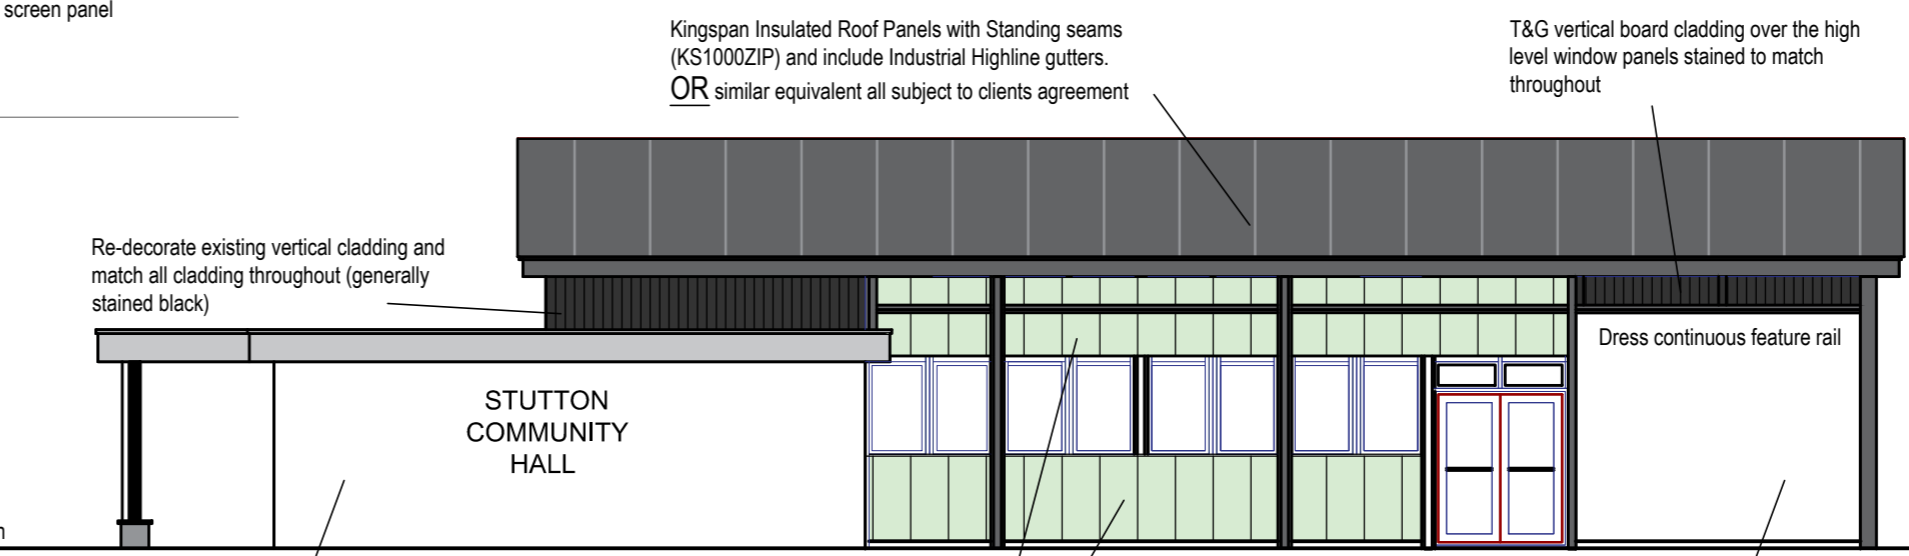 screen panel
Kingspan Insulated Roof Panels with Standing seams
(KS1000ZIP) and include Industrial Highline gutters.
OR similar equivalent all subject to clients agreement
T&G vertical board cladding over the high
level window panels stained to match
throughout
Re-decorate existing vertical cladding and
match all cladding throughout (generally
stained black)
Dress continuous feature rail
STUTTON
COMMUNITY
HALL